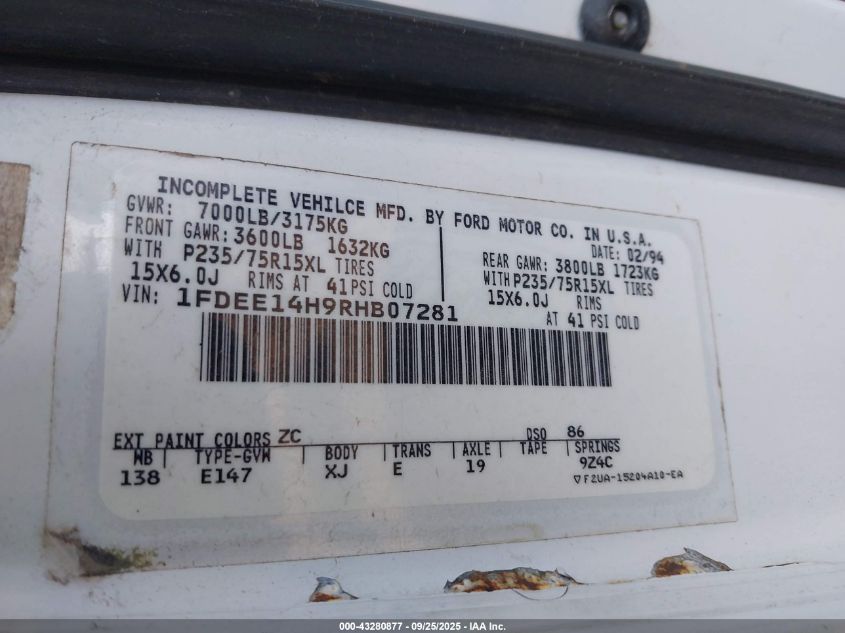 INCOMPLETE VEHILCE MFD. BY FORD MOTOR CO. IN U.S.A.
GVWR: 7000LB/3175KG
DATE: 02/94
FRONT GAWR: 3600LB 1632KG
WITH P235/75R15XL TIRES
15X6.0J RIMS AT 41PSI COLD
REAR GAWR: 3800LB 1723KG
WITH P235/75R15XL TIRES
15X6.0J RIMS
AT 41 PSI COLD
VIN: 1FDEE14H9RHB07281
EXT PAINT COLORS ZC DSO 86
WB TYPE-GVW BODY TRANS AXLE TAPE SPRINGS
138 E147 XJ E 19 9Z4C
F2UA-15204A10-EA
000-43280877 - 09/25/2025 - IAA Inc.